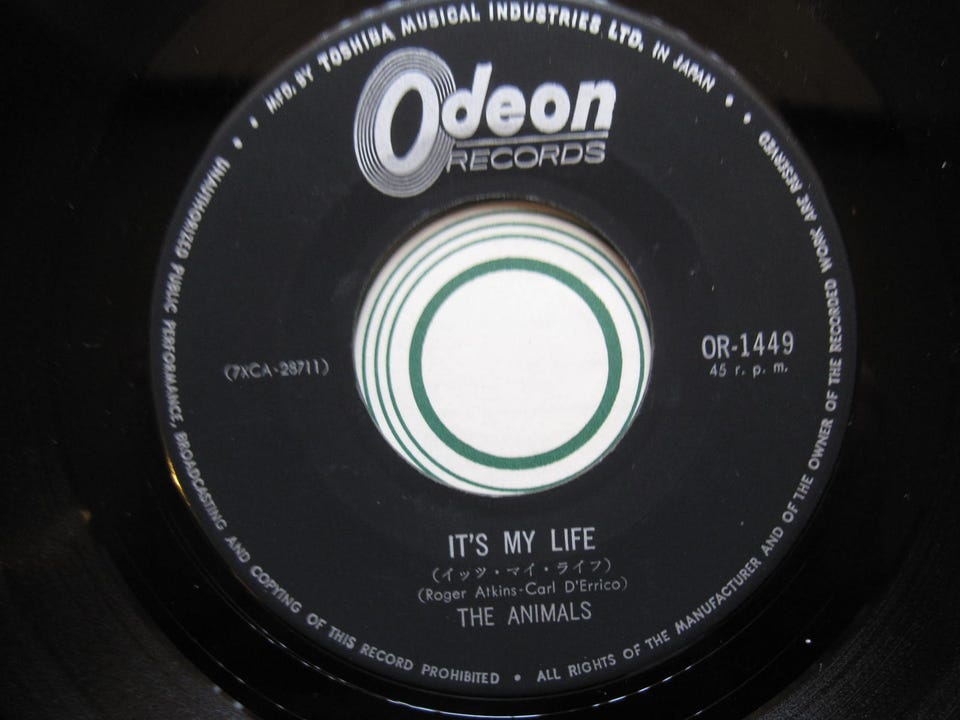 MFD. BY TOSHIBA MUSICAL INDUSTRIES LTD. IN JAPAN
Odeon
RECORDS
(7XCA-28711)
OR-1449
45 r. p. m.
IT'S MY LIFE
(イッツ・マイ・ライフ)
(Roger Atkins-Carl D'Errico)
THE ANIMALS
UNAUTHORIZED PUBLIC PERFORMANCE, BROADCASTING AND COPYING OF THIS RECORD PROHIBITED • ALL RIGHTS OF THE MANUFACTURER AND OF THE OWNER OF THE RECORDED WORK ARE RESERVED